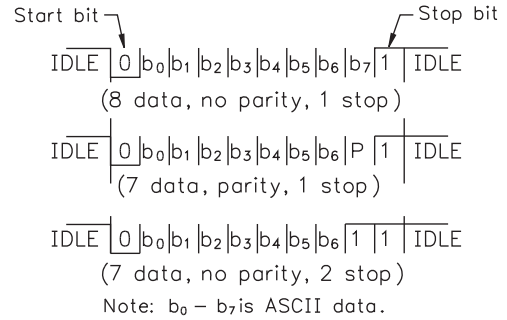 Start bit Stop bit
IDLE 0 b₀ b₁ b₂ b₃ b₄ b₅ b₆ b₇ 1 IDLE
(8 data, no parity, 1 stop)
IDLE 0 b₀ b₁ b₂ b₃ b₄ b₅ b₆ P 1 IDLE
(7 data, parity, 1 stop)
IDLE 0 b₀ b₁ b₂ b₃ b₄ b₅ b₆ 1 1 IDLE
(7 data, no parity, 2 stop)
Note: b₀ – b₇ is ASCII data.